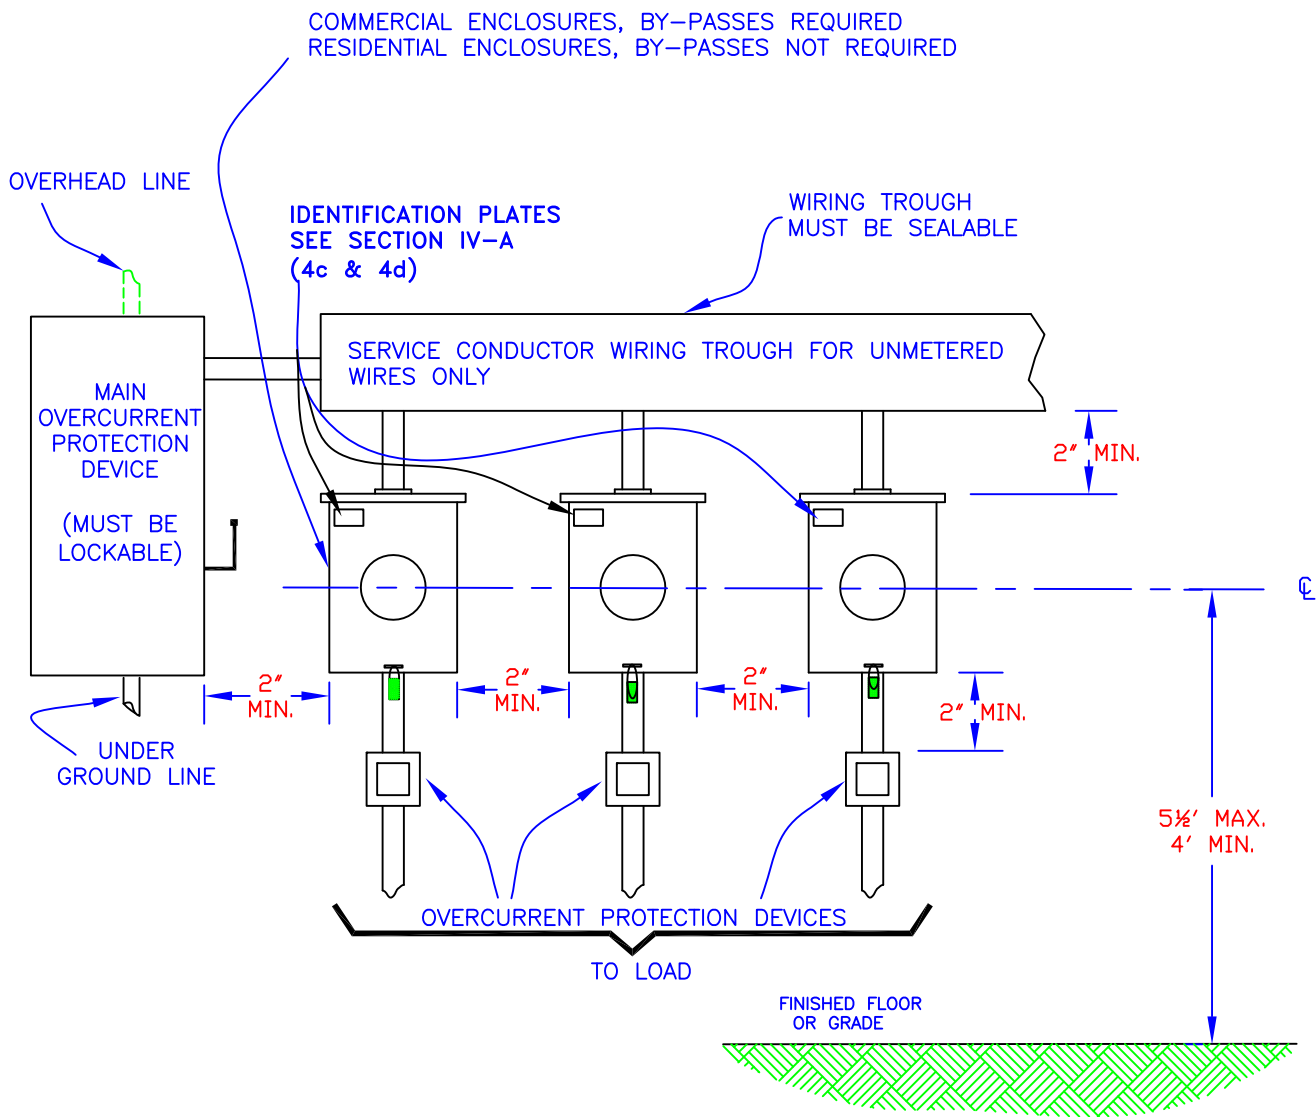 COMMERCIAL ENCLOSURES, BY-PASSES REQUIRED
RESIDENTIAL ENCLOSURES, BY-PASSES NOT REQUIRED
OVERHEAD LINE
IDENTIFICATION PLATES
SEE SECTION IV-A
(4c & 4d)
WIRING TROUGH
MUST BE SEALABLE
SERVICE CONDUCTOR WIRING TROUGH FOR UNMETERED
WIRES ONLY
MAIN
OVERCURRENT
PROTECTION
DEVICE
(MUST BE
LOCKABLE)
2" MIN.
℄
2"
MIN.
2"
MIN.
2"
MIN.
2" MIN.
UNDER
GROUND LINE
5½' MAX.
4' MIN.
OVERCURRENT PROTECTION DEVICES
TO LOAD
FINISHED FLOOR
OR GRADE